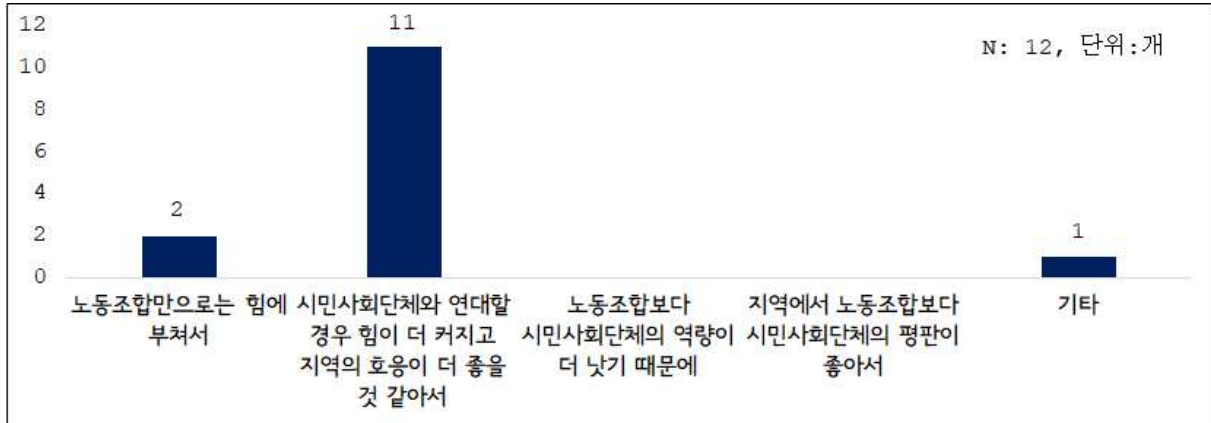 12
10
8
6
4
2
0
N: 12, 단위:개
2
11
1
노동조합만으로는 힘에
부쳐서
시민사회단체와 연대할
경우 힘이 더 커지고
지역의 호응이 더 좋을
것 같아서
노동조합보다
시민사회단체의 역량이
더 낫기 때문에
지역에서 노동조합보다
시민사회단체의 평판이
좋아서
기타